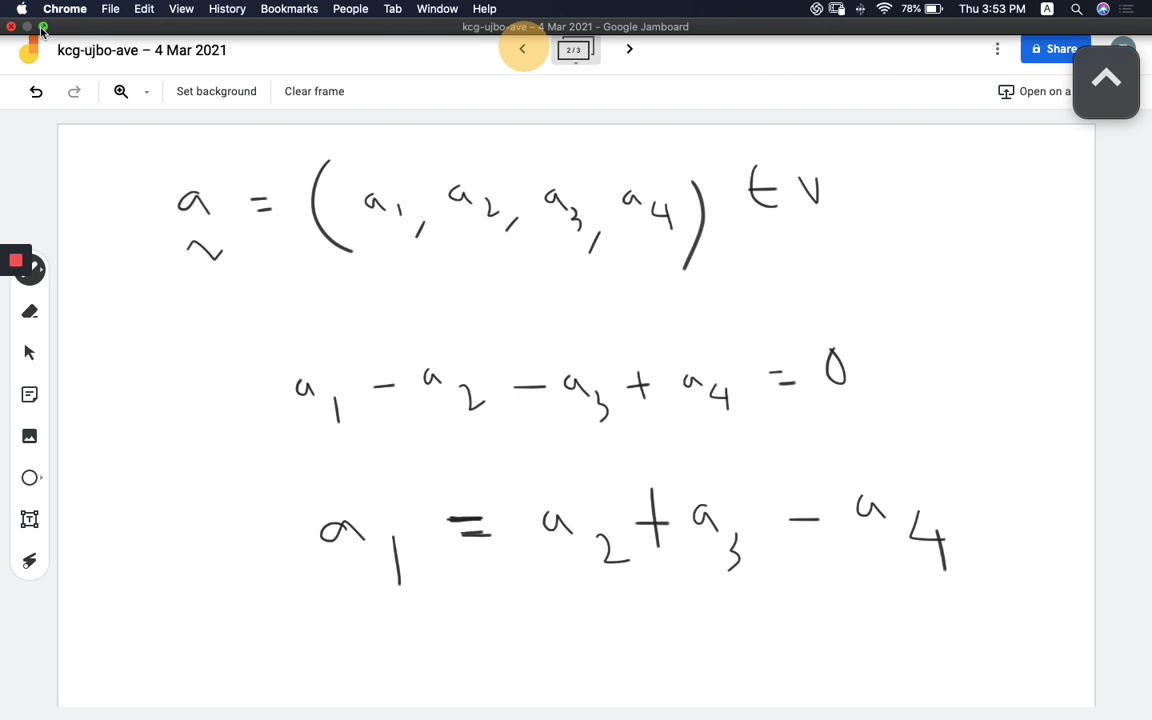 Chrome File Edit View History Bookmarks People Tab Window Help 78% Thu 3:53 PM A
kcg-ujbo-ave – 4 Mar 2021 - Google Jamboard
kcg-ujbo-ave – 4 Mar 2021 2/3 Share
Set background Clear frame Open on a
a = (a1, a2, a3, a4) ∈ V
~
a1 - a2 - a3 + a4 = 0
a1 = a2 + a3 - a4